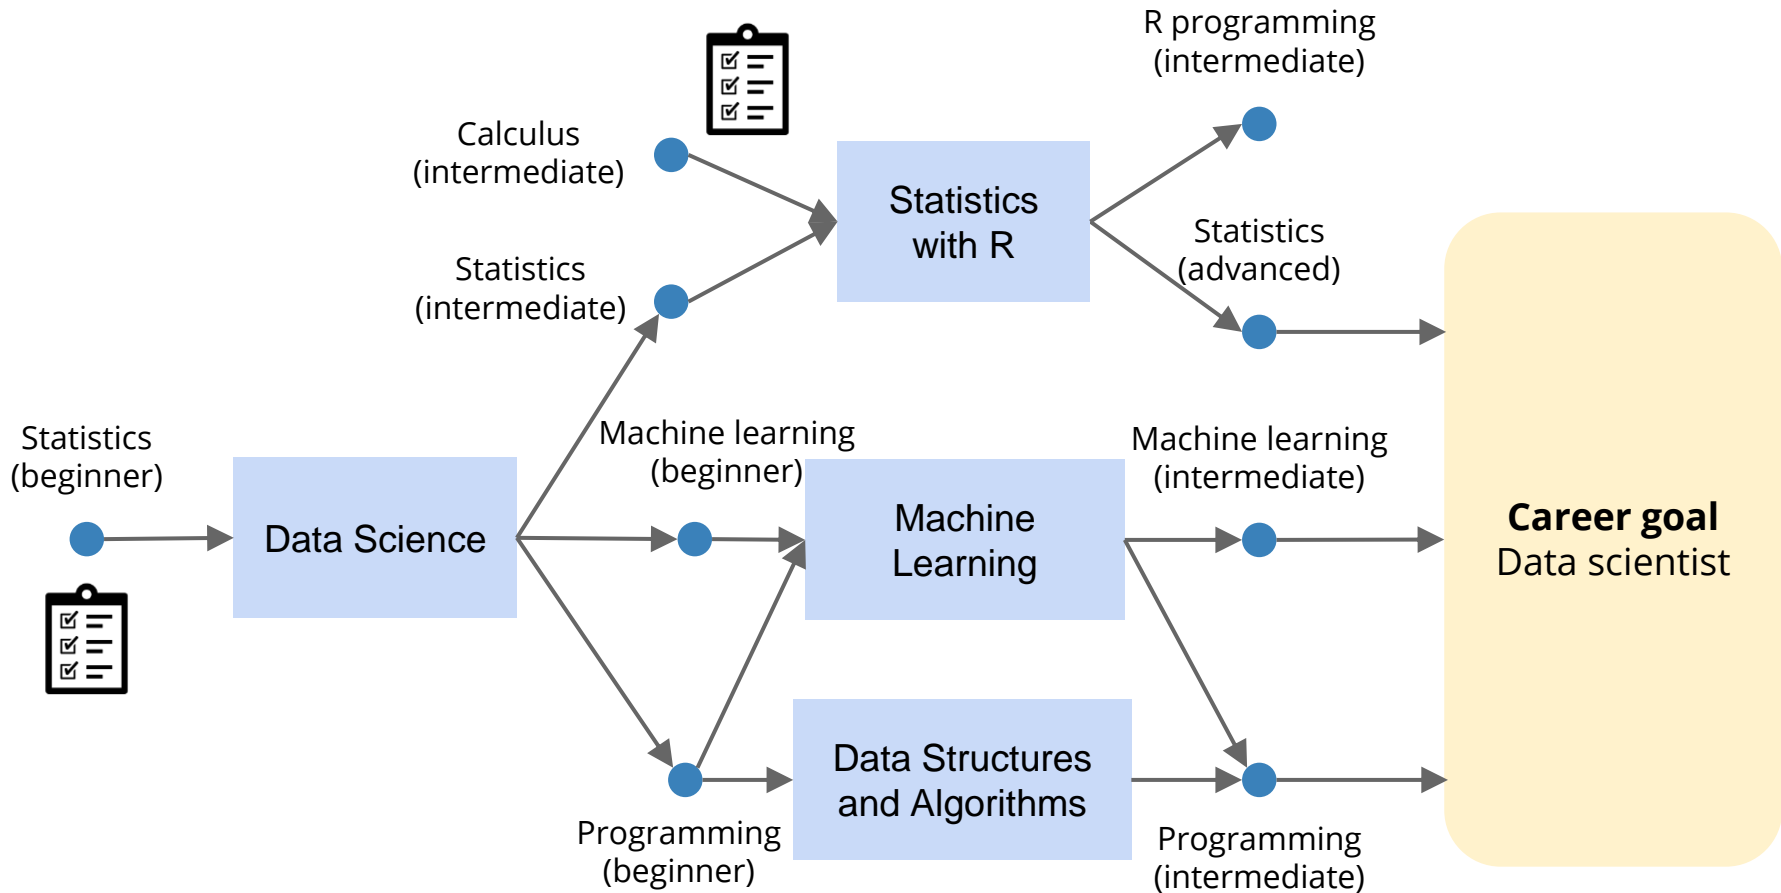 R programming
(intermediate)
Calculus
(intermediate)
Statistics
with R
Statistics
(advanced)
Statistics
(intermediate)
Statistics
(beginner)
Machine learning
(beginner)
Machine learning
(intermediate)
Data Science
Machine
Learning
Career goal
Data scientist
Data Structures
and Algorithms
Programming
(beginner)
Programming
(intermediate)